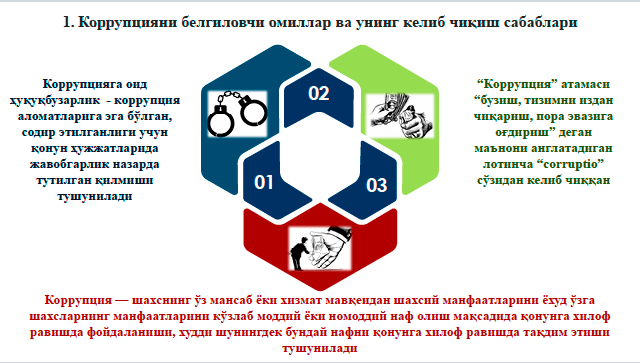 1. Коррупцияни белгиловчи омиллар ва унинг келиб чиқиш сабаблари
Коррупцияга оид
ҳуқуқбузарлик - коррупция
аломатларига эга бўлган,
содир этилганлиги учун
қонун ҳужжатларида
жавобгарлик назарда
тутилган қилмиши
тушунилади
02
01
03
“Коррупция” атамаси
“бузиш, тизимни издан
чиқариш, пора эвазига
оғдириш” деган
маънони англатадиган
лотинча “corruptio”
сўзидан келиб чиққан
Коррупция — шахснинг ўз мансаб ёки хизмат мавқеидан шахсий манфаатларини ёхуд ўзга
шахсларнинг манфаатларини кўзлаб моддий ёки номоддий наф олиш мақсадида қонунга хилоф
равишда фойдаланиши, худди шунингдек бундай нафни қонунга хилоф равишда тақдим этиши
тушунилади